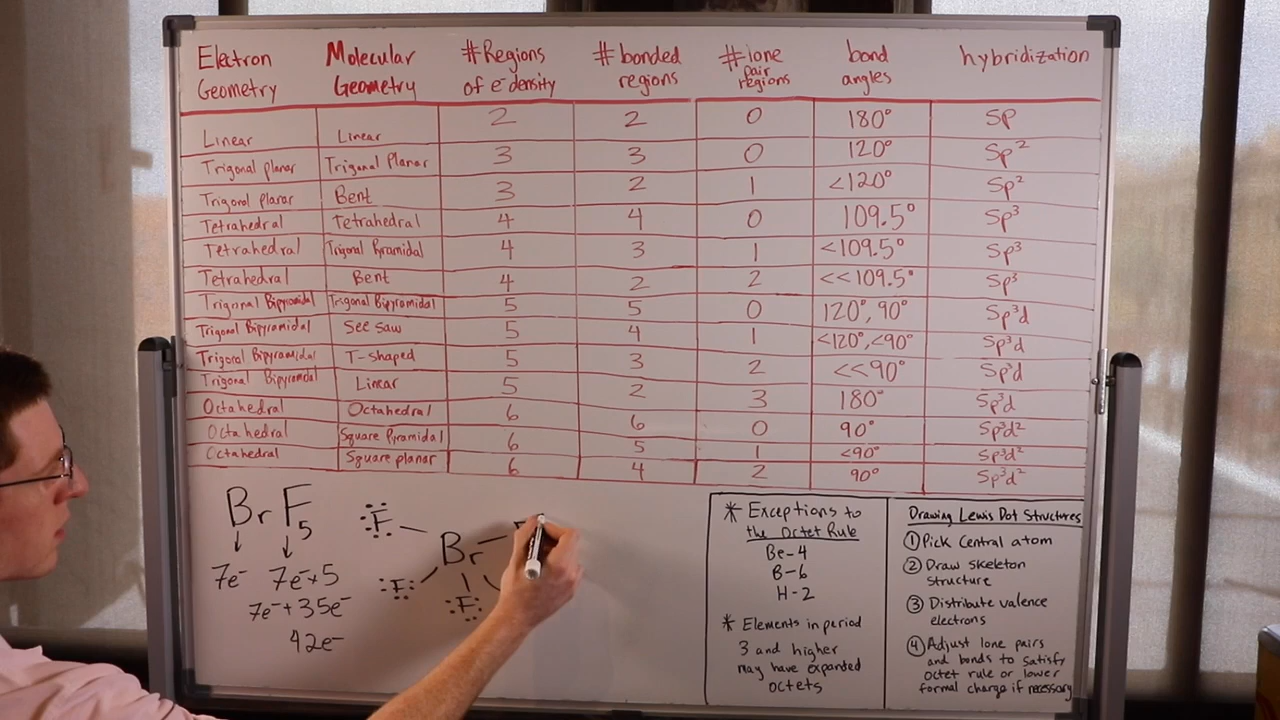 Electron Geometry | Molecular Geometry | # Regions of e⁻ density | # bonded regions | # lone pair regions | bond angles | hybridization
Linear | Linear | 2 | 2 | 0 | 180° | Sp
Trigonal planar | Trigonal Planar | 3 | 3 | 0 | 120° | Sp²
Trigonal planar | Bent | 3 | 2 | 1 | <120° | Sp²
Tetrahedral | Tetrahedral | 4 | 4 | 0 | 109.5° | Sp³
Tetrahedral | Trigonal Pyramidal | 4 | 3 | 1 | <109.5° | Sp³
Tetrahedral | Bent | 4 | 2 | 2 | <<109.5° | Sp³
Trigonal Bipyramidal | Trigonal Bipyramidal | 5 | 5 | 0 | 120°, 90° | Sp³d
Trigonal Bipyramidal | See saw | 5 | 4 | 1 | <120°, <90° | Sp³d
Trigonal Bipyramidal | T-shaped | 5 | 3 | 2 | <<90° | Sp³d
Trigonal Bipyramidal | Linear | 5 | 2 | 3 | 180° | Sp³d
Octahedral | Octahedral | 6 | 6 | 0 | 90° | Sp³d²
Octahedral | Square Pyramidal | 6 | 5 | 1 | <90° | Sp³d²
Octahedral | Square planar | 6 | 4 | 2 | 90° | Sp³d²
BrF₅
7e⁻ 7e⁻×5
7e⁻+35e⁻
42e⁻
F
Br
F
F
* Exceptions to
the Octet Rule
Be-4
B-6
H-2
* Elements in period
3 and higher
may have expanded
octets
Drawing Lewis Dot Structures
① Pick Central atom
② Draw skeleton
structure
③ Distribute valence
electrons
④ Adjust lone pairs
and bonds to satisfy
octet rule or lower
formal charge if necessary